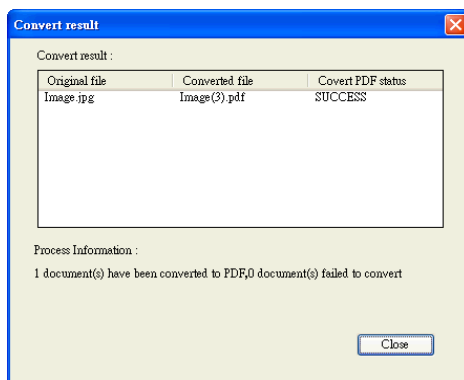 Convert result
Convert result :
Original file Converted file Covert PDF status
Image.jpg Image(3).pdf SUCCESS
Process Information :
1 document(s) have been converted to PDF,0 document(s) failed to convert
Close